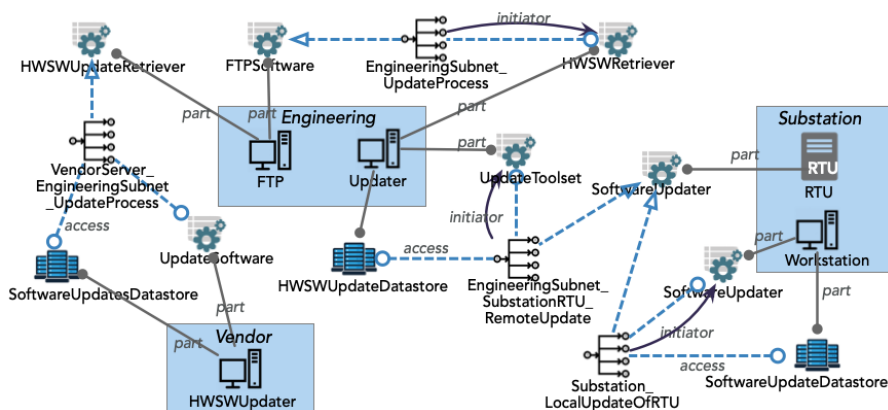 initiator
HWSWUpdateRetriever
FTPSoftware
EngineeringSubnet_
UpdateProcess
HWSWRetriever
part
part
part
Engineering
Substation
part
VendorServer_
EngineeringSubnet
_UpdateProcess
FTP
Updater
UpdateToolset
SoftwareUpdater
part
RTU
RTU
initiator
access
UpdateSoftware
access
part
Workstation
SoftwareUpdatesDatastore
HWSWUpdateDatastore
EngineeringSubnet_
SubstationRTU_
RemoteUpdate
SoftwareUpdater
part
part
part
Vendor
initiator
access
HWSWUpdater
Substation_
LocalUpdateOfRTU
SoftwareUpdateDatastore